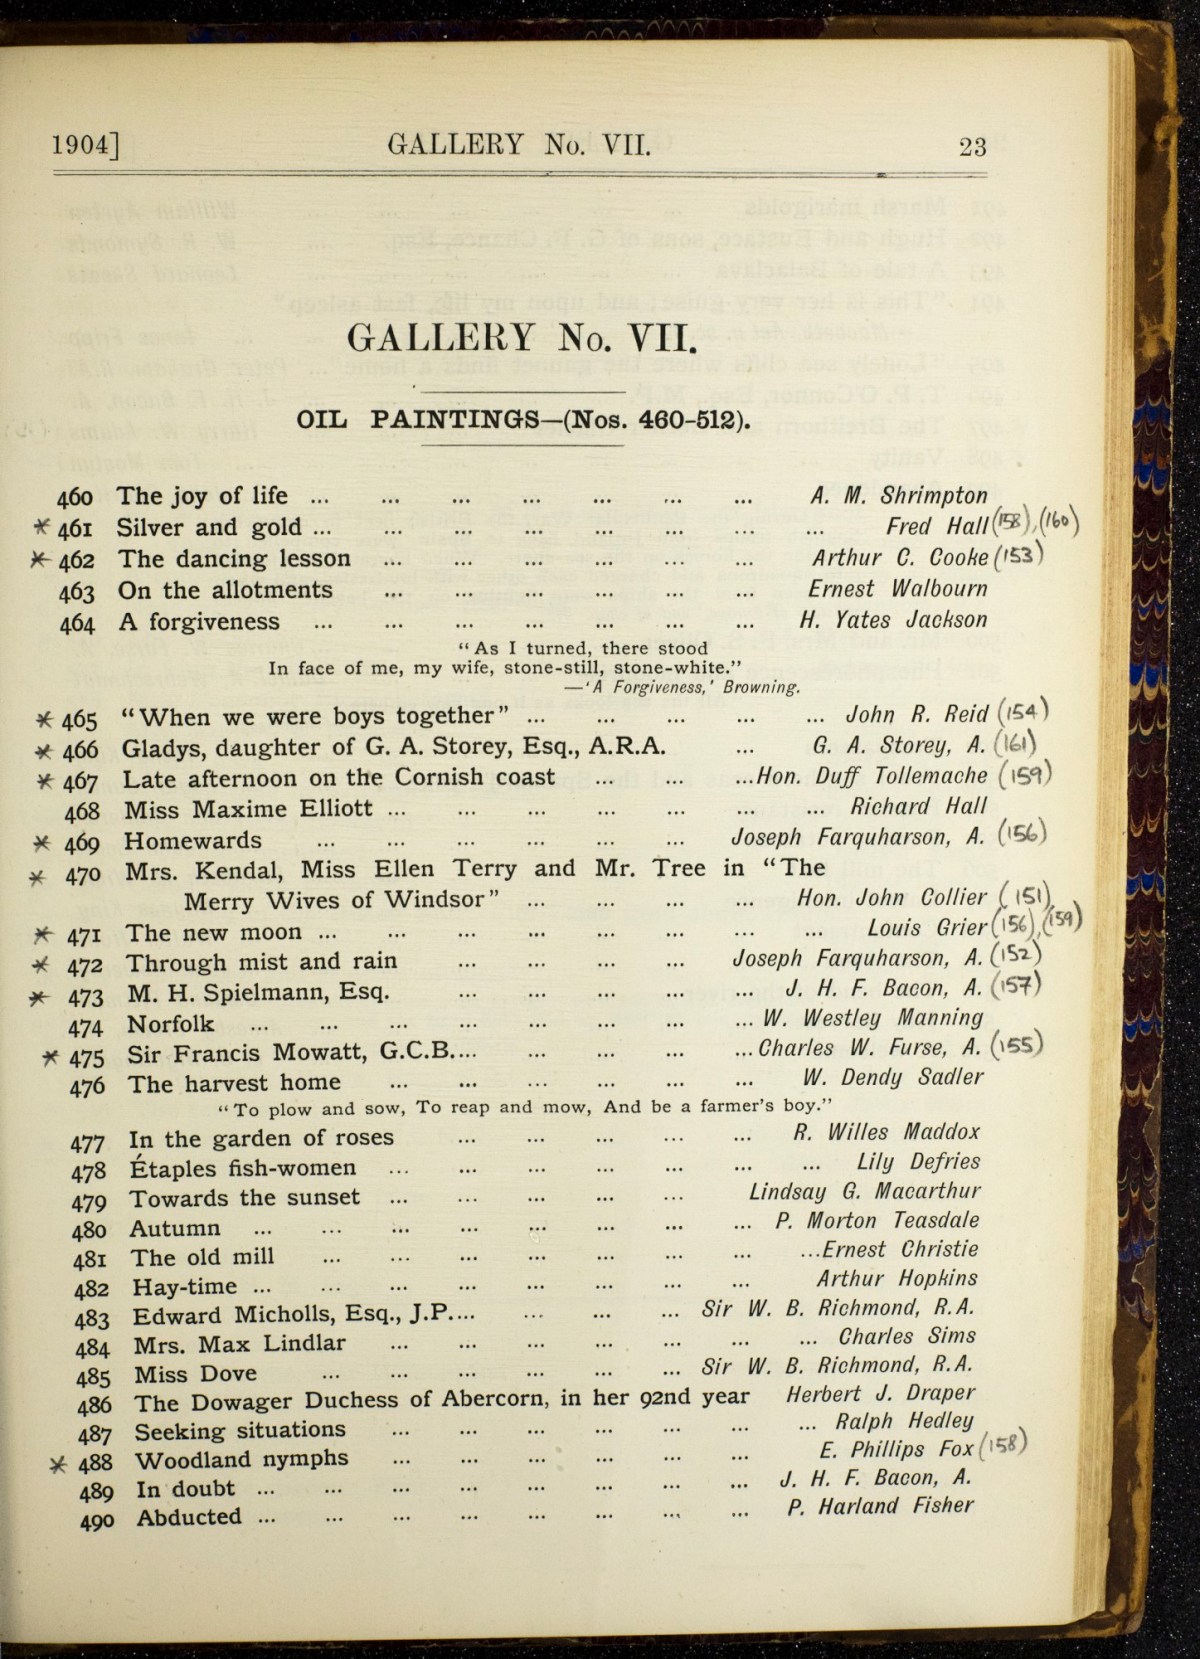 1904] GALLERY No. VII. 23
GALLERY No. VII.
OIL PAINTINGS—(Nos. 460-512).
460 The joy of life ... ... ... ... ... ... ... A. M. Shrimpton
* 461 Silver and gold ... ... ... ... ... ... ... ... Fred Hall (158), (160)
* 462 The dancing lesson ... ... ... ... ... ... Arthur C. Cooke (153)
463 On the allotments ... ... ... ... ... ... Ernest Walbourn
464 A forgiveness ... ... ... ... ... ... ... H. Yates Jackson
"As I turned, there stood
In face of me, my wife, stone-still, stone-white."
—'A Forgiveness,' Browning.
* 465 "When we were boys together" ... ... ... ... ... John R. Reid (154)
* 466 Gladys, daughter of G. A. Storey, Esq., A.R.A. ... G. A. Storey, A. (161)
* 467 Late afternoon on the Cornish coast ... ... ... Hon. Duff Tollemache (159)
468 Miss Maxime Elliott ... ... ... ... ... ... ... Richard Hall
* 469 Homewards ... ... ... ... ... ... Joseph Farquharson, A. (156)
* 470 Mrs. Kendal, Miss Ellen Terry and Mr. Tree in "The
Merry Wives of Windsor" ... ... ... ... Hon. John Collier (151)
* 471 The new moon ... ... ... ... ... ... ... ... Louis Grier (156), (159)
* 472 Through mist and rain ... ... ... ... Joseph Farquharson, A. (152)
* 473 M. H. Spielmann, Esq. ... ... ... ... ... J. H. F. Bacon, A. (157)
474 Norfolk ... ... ... ... ... ... ... ... W. Westley Manning
* 475 Sir Francis Mowatt, G.C.B.... ... ... ... ... Charles W. Furse, A. (155)
476 The harvest home ... ... ... ... ... ... W. Dendy Sadler
"To plow and sow, To reap and mow, And be a farmer's boy."
477 In the garden of roses ... ... ... ... ... R. Willes Maddox
478 Étaples fish-women ... ... ... ... ... ... ... Lily Defries
479 Towards the sunset ... ... ... ... ... Lindsay G. Macarthur
480 Autumn ... ... ... ... ... ... ... ... P. Morton Teasdale
481 The old mill ... ... ... ... ... ... ... ...Ernest Christie
482 Hay-time ... ... ... ... ... ... ... ... Arthur Hopkins
483 Edward Micholls, Esq., J.P.... ... ... ... Sir W. B. Richmond, R.A.
484 Mrs. Max Lindlar ... ... ... ... ... ... ... Charles Sims
485 Miss Dove ... ... ... ... ... ... Sir W. B. Richmond, R.A.
486 The Dowager Duchess of Abercorn, in her 92nd year Herbert J. Draper
487 Seeking situations ... ... ... ... ... ... ... Ralph Hedley
* 488 Woodland nymphs ... ... ... ... ... ... E. Phillips Fox (158)
489 In doubt ... ... ... ... ... ... ... ... J. H. F. Bacon, A.
490 Abducted ... ... ... ... ... ... ... ... P. Harland Fisher